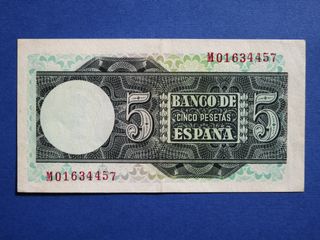 M01634457
BANCO DE
5 CINCO PESETAS 5
ESPAÑA
M01634457